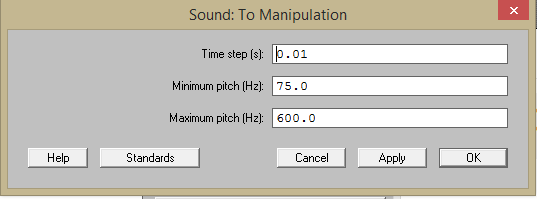 Sound: To Manipulation
Time step (s): 0.01
Minimum pitch (Hz): 75.0
Maximum pitch (Hz): 600.0
Help Standards Cancel Apply OK